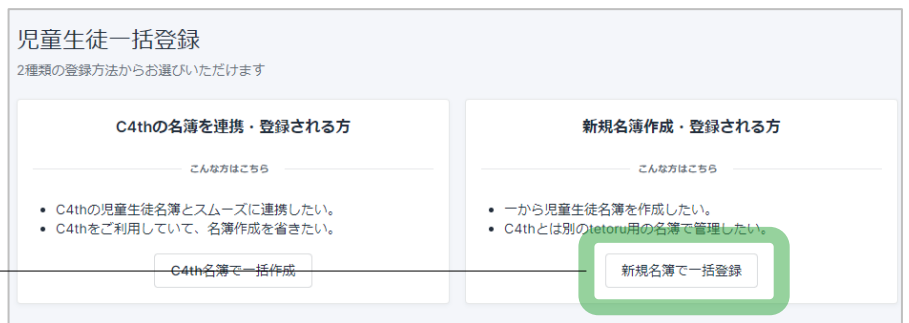 児童生徒一括登録
2種類の登録方法からお選びいただけます
C4thの名簿を連携・登録される方
こんな方はこちら
• C4thの児童生徒名簿とスムーズに連携したい。
• C4thをご利用していて、名簿作成を省きたい。
C4th名簿で一括作成
新規名簿作成・登録される方
こんな方はこちら
• 一から児童生徒名簿を作成したい。
• C4thとは別のtetoru用の名簿で管理したい。
新規名簿で一括登録